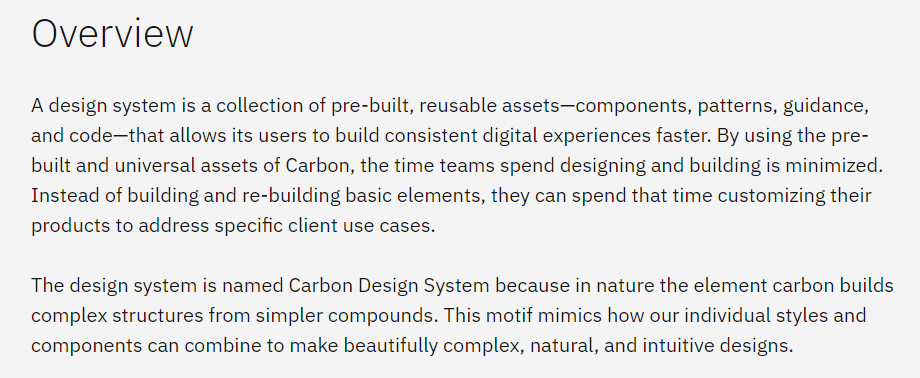 Overview
A design system is a collection of pre-built, reusable assets—components, patterns, guidance,
and code—that allows its users to build consistent digital experiences faster. By using the pre-
built and universal assets of Carbon, the time teams spend designing and building is minimized.
Instead of building and re-building basic elements, they can spend that time customizing their
products to address specific client use cases.
The design system is named Carbon Design System because in nature the element carbon builds
complex structures from simpler compounds. This motif mimics how our individual styles and
components can combine to make beautifully complex, natural, and intuitive designs.